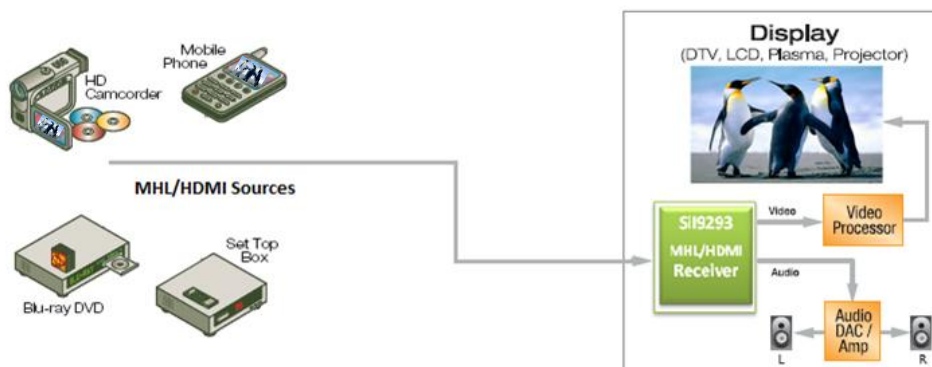 Mobile
Phone
HD
Camcorder
MHL/HDMI Sources
Set Top
Box
Blu-ray DVD
Display
(DTV, LCD, Plasma, Projector)
SiI9293
MHL/HDMI
Receiver
Video
Video
Processor
Audio
Audio
DAC /
Amp
L
R